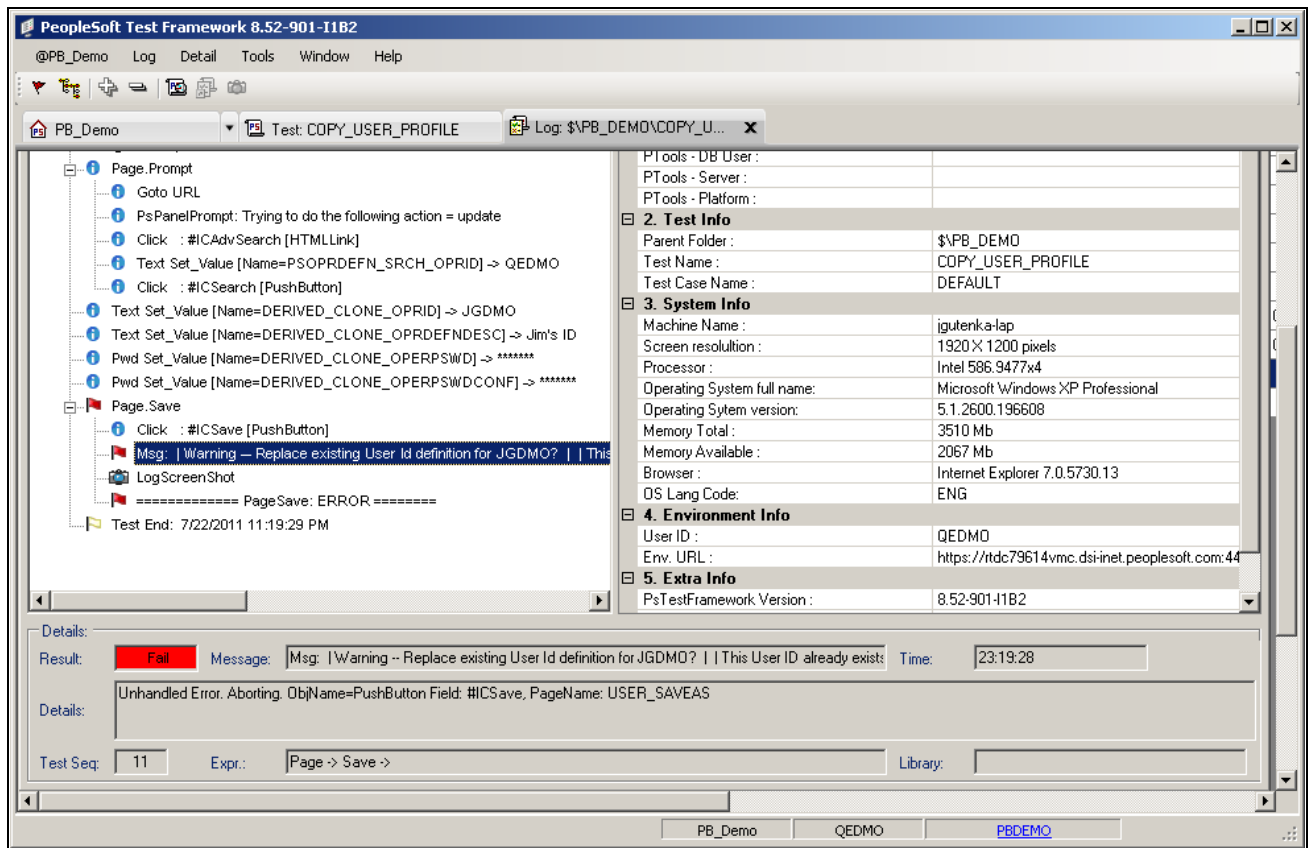 PeopleSoft Test Framework 8.52-901-I1B2
@PB_Demo Log Detail Tools Window Help
PB_Demo
Test: COPY_USER_PROFILE
Log: $\PB_DEMO\COPY_U... X
Page.Prompt
Goto URL
PsPanelPrompt: Trying to do the following action = update
Click : #ICAdvSearch [HTMLLink]
Text Set_Value [Name=PSOPRDEFN_SRCH_OPRID] -> QEDMO
Click : #ICSearch [PushButton]
Text Set_Value [Name=DERIVED_CLONE_OPRID] -> JGDMO
Text Set_Value [Name=DERIVED_CLONE_OPRDEFNDESC] -> Jim's ID
Pwd Set_Value [Name=DERIVED_CLONE_OPERPSWD] -> *******
Pwd Set_Value [Name=DERIVED_CLONE_OPERPSWDCONF] -> *******
Page.Save
Click : #ICSave [PushButton]
Msg: | Warning -- Replace existing User Id definition for JGDMO? | | This
LogScreenShot
============= PageSave: ERROR ========
Test End: 7/22/2011 11:19:29 PM
PTools - DB User :
PTools - Server :
PTools - Platform :
2. Test Info
Parent Folder : $\PB_DEMO
Test Name : COPY_USER_PROFILE
Test Case Name : DEFAULT
3. System Info
Machine Name : jgutenka-lap
Screen resolultion : 1920 X 1200 pixels
Processor : Intel 586.9477x4
Operating System full name: Microsoft Windows XP Professional
Operating Sytem version: 5.1.2600.196608
Memory Total : 3510 Mb
Memory Available : 2067 Mb
Browser : Internet Explorer 7.0.5730.13
OS Lang Code: ENG
4. Environment Info
User ID : QEDMO
Env. URL : https://rtdc79614vmc.dsi-inet.peoplesoft.com:44
5. Extra Info
PsTestFramework Version : 8.52-901-I1B2
Details:
Result: Fail Message: Msg: | Warning -- Replace existing User Id definition for JGDMO? | | This User ID already exists Time: 23:19:28
Details: Unhandled Error. Aborting. ObjName=PushButton Field: #ICSave, PageName: USER_SAVEAS
Test Seq: 11 Expr.: Page -> Save -> Library:
PB_Demo QEDMO PBDEMO